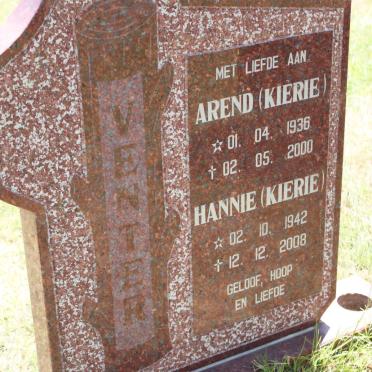 VENTER
MET LIEFDE AAN
AREND (KIERIE)
☆ 01. 04. 1936
† 02. 05. 2000
HANNIE (KIERIE)
☆ 02. 10. 1942
† 12. 12. 2008
GELOOF, HOOP
EN LIEFDE